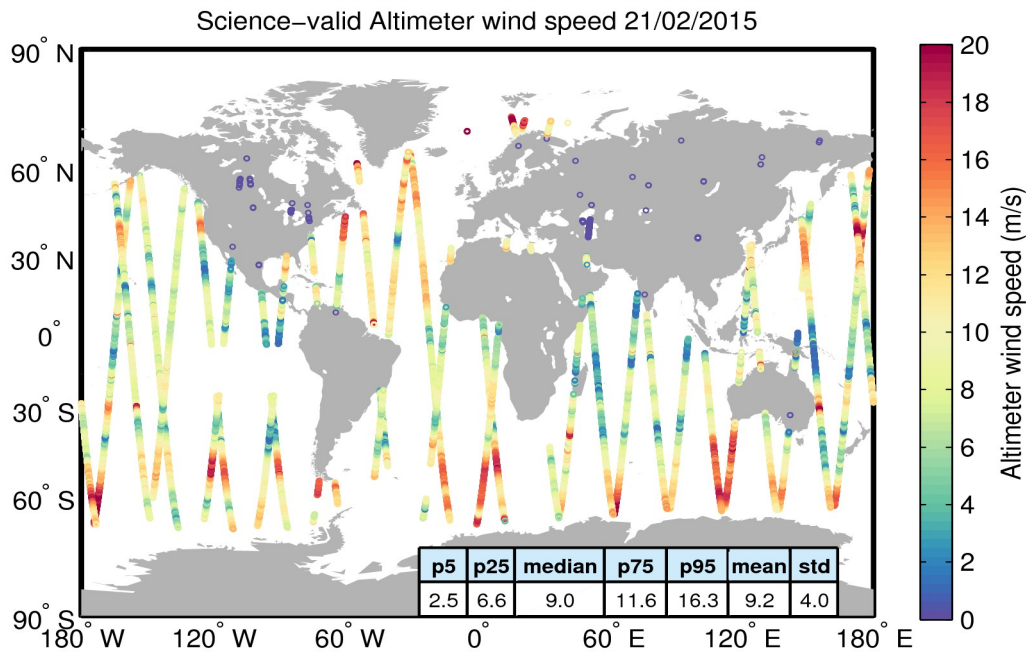 Science−valid Altimeter wind speed 21/02/2015
90° N
60° N
30° N
0°
30° S
60° S
90° S
180° W
120° W
60° W
0°
60° E
120° E
180° E
p5 p25 median p75 p95 mean std
2.5 6.6 9.0 11.6 16.3 9.2 4.0
20
18
16
14
12
10
8
6
4
2
0
Altimeter wind speed (m/s)